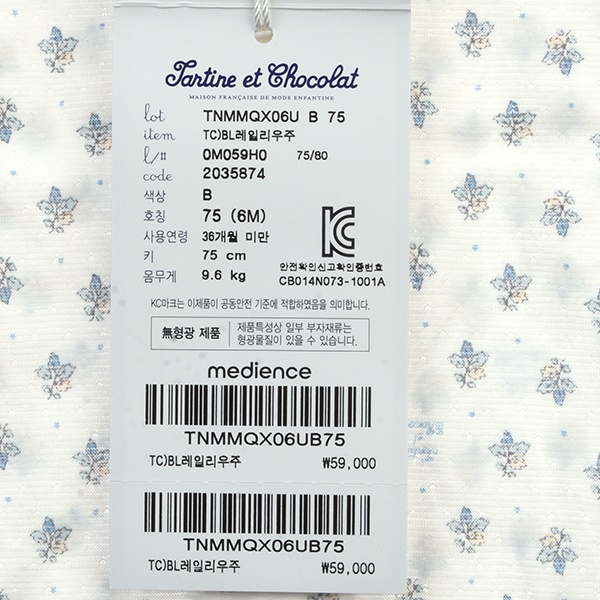 Tartine et Chocolat
MAISON FRANÇAISE DE MODE ENFANTINE
lot TNMMQX06U B 75
item TC)BL레일리우주
l/# 0M059H0 75/80
code 2035874
색상 B
호칭 75 (6M)
사용연령 36개월 미만
키 75 cm
몸무게 9.6 kg
KC
안전확인신고확인증번호
CB014N073-1001A
KC마크는 이제품이 공동안전 기준에 적합하였음을 의미합니다.
無형광 제품
제품특성상 일부 부자재류는
형광물질이 있을 수 있습니다.
medience
TNMMQX06UB75
TC)BL레일리우주 ₩59,000
TNMMQX06UB75
TC)BL레일리우주 ₩59,000